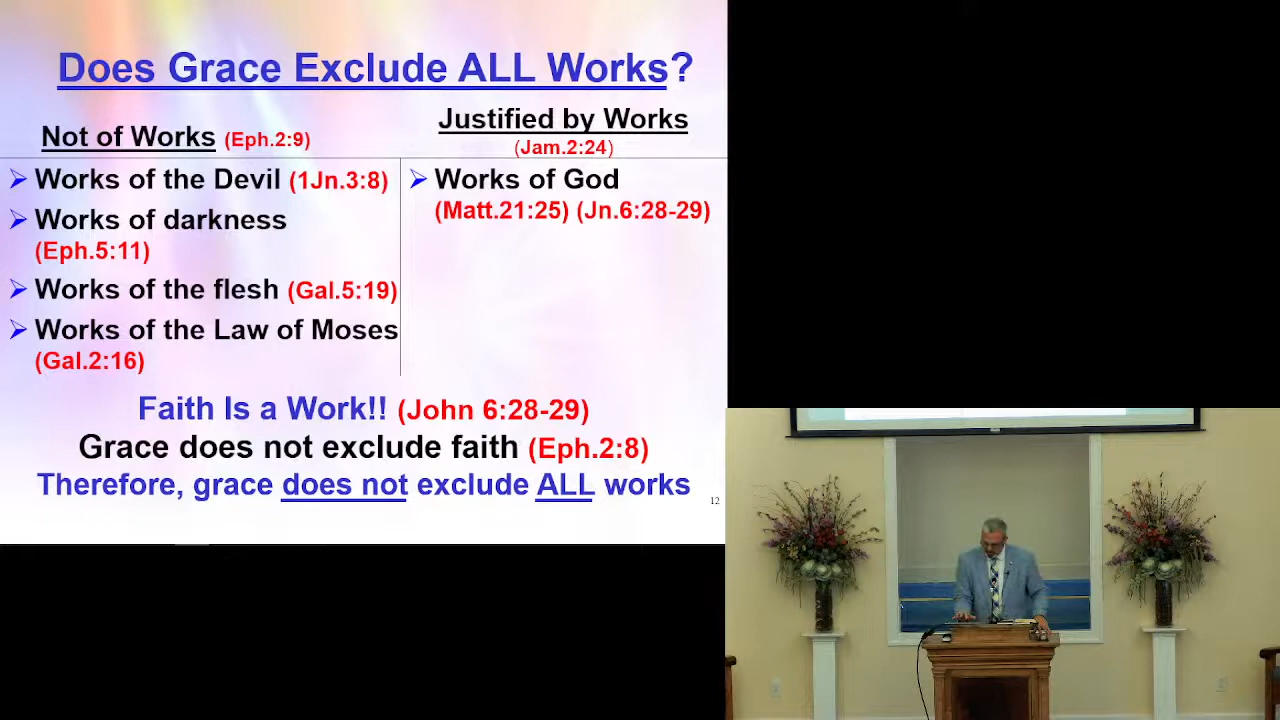 Does Grace Exclude ALL Works?
Not of Works (Eph.2:9)
Works of the Devil (1Jn.3:8)
Works of darkness
(Eph.5:11)
Works of the flesh (Gal.5:19)
Works of the Law of Moses
(Gal.2:16)
Justified by Works
(Jam.2:24)
Works of God
(Matt.21:25) (Jn.6:28-29)
Faith Is a Work!! (John 6:28-29)
Grace does not exclude faith (Eph.2:8)
Therefore, grace does not exclude ALL works
12